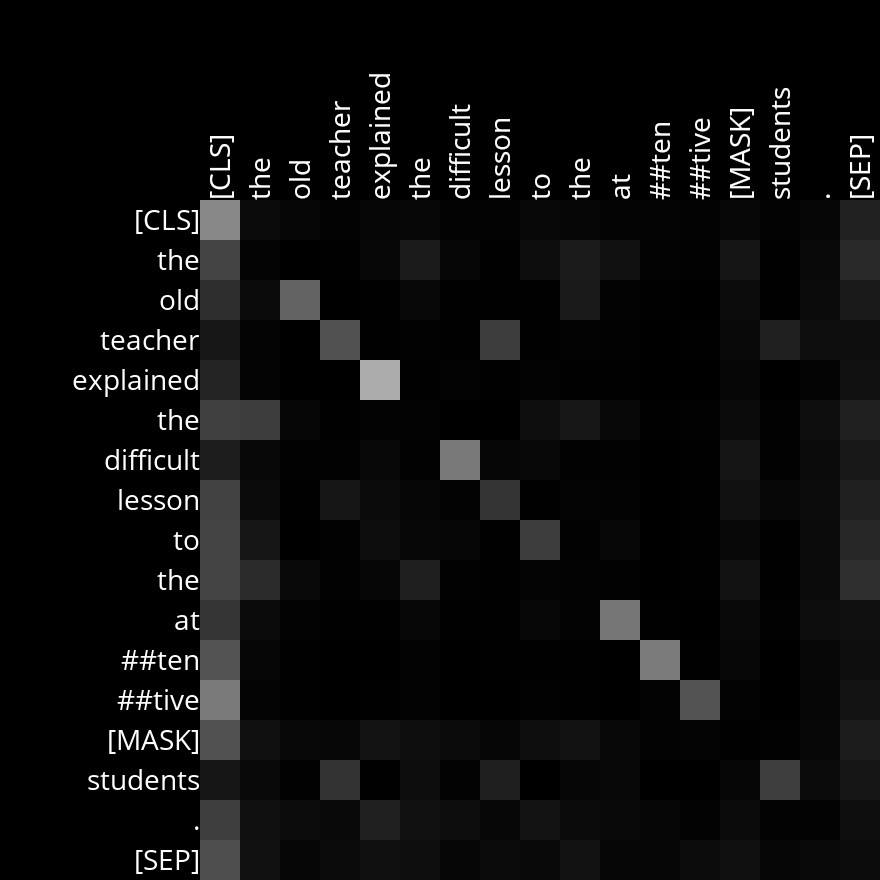 [CLS] the old teacher explained the difficult lesson to the at ##ten ##tive [MASK] students . [SEP]
[CLS]
the
old
teacher
explained
the
difficult
lesson
to
the
at
##ten
##tive
[MASK]
students
.
[SEP]